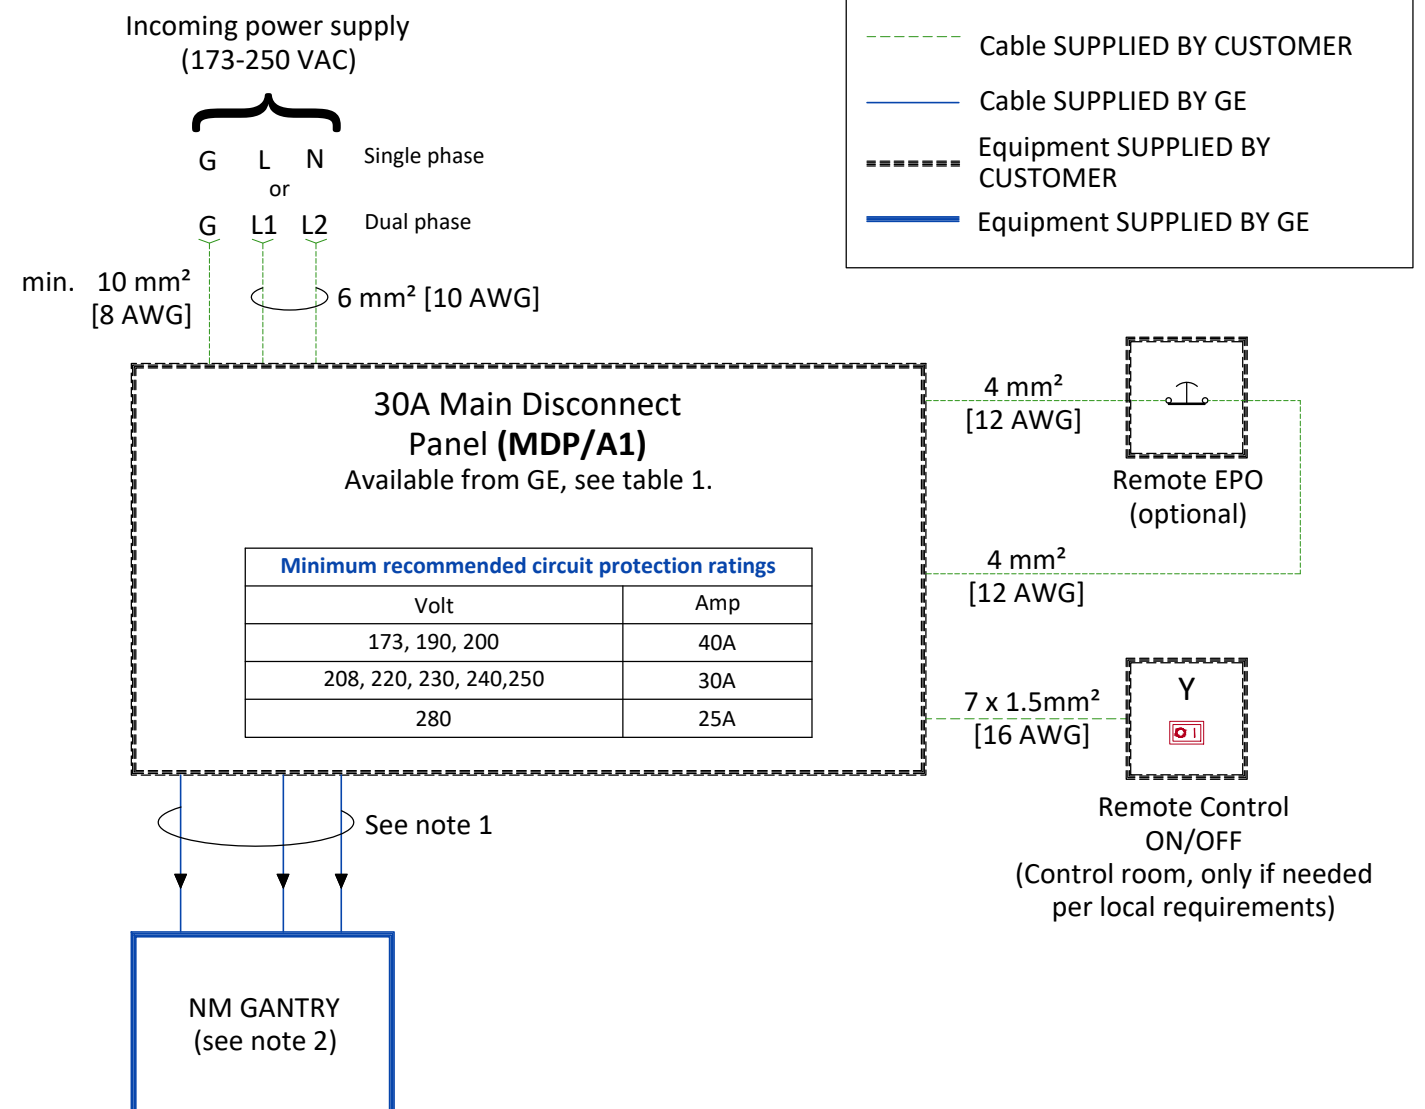 Incoming power supply
(173-250 VAC)
G L N Single phase
or
G L1 L2 Dual phase
min. 10 mm²
[8 AWG]
6 mm² [10 AWG]
Cable SUPPLIED BY CUSTOMER
Cable SUPPLIED BY GE
Equipment SUPPLIED BY
CUSTOMER
Equipment SUPPLIED BY GE
30A Main Disconnect
Panel (MDP/A1)
Available from GE, see table 1.
Minimum recommended circuit protection ratings
Volt Amp
173, 190, 200 40A
208, 220, 230, 240,250 30A
280 25A
4 mm²
[12 AWG]
Remote EPO
(optional)
4 mm²
[12 AWG]
7 x 1.5mm²
[16 AWG]
Y
Remote Control
ON/OFF
(Control room, only if needed
per local requirements)
See note 1
NM GANTRY
(see note 2)